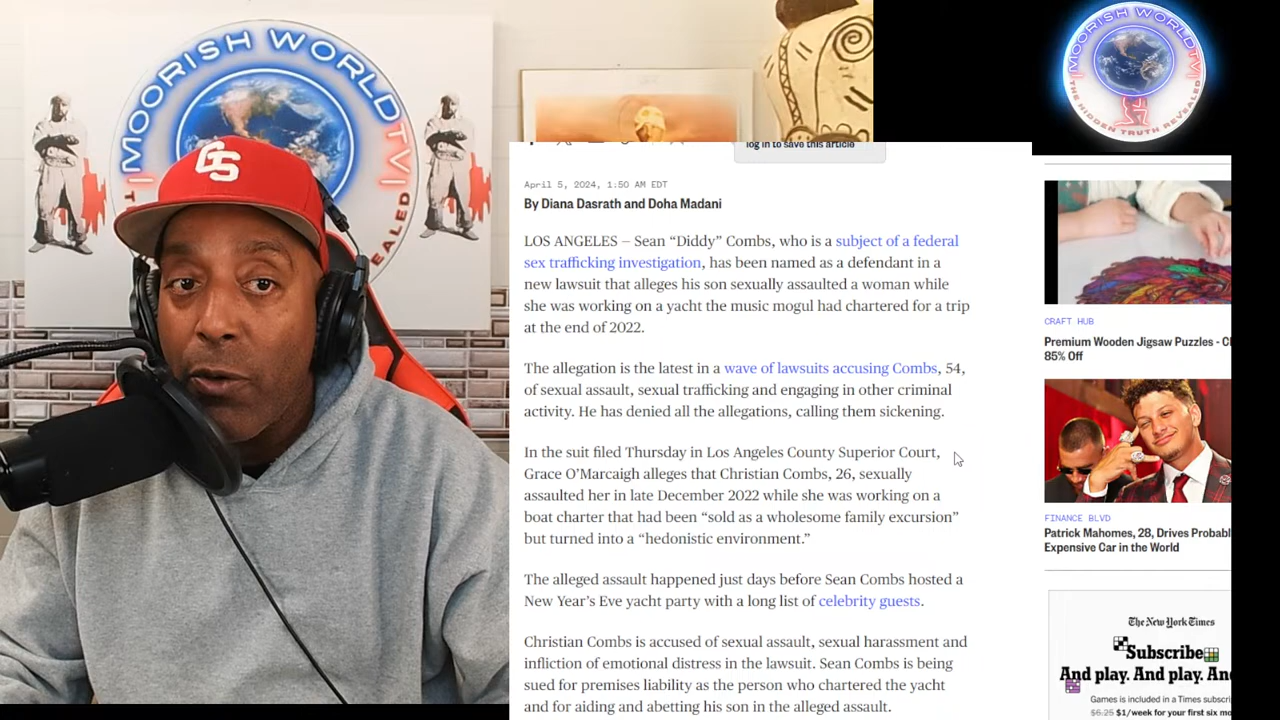 MOORISH WORLD TV
EALED
GS
MOORISH WORLD TV
THE HIDDEN TRUTH REVEALED
log in to save this article
April 5, 2024, 1:50 AM EDT
By Diana Dasrath and Doha Madani
LOS ANGELES — Sean “Diddy” Combs, who is a subject of a federal
sex trafficking investigation, has been named as a defendant in a
new lawsuit that alleges his son sexually assaulted a woman while
she was working on a yacht the music mogul had chartered for a trip
at the end of 2022.
The allegation is the latest in a wave of lawsuits accusing Combs, 54,
of sexual assault, sexual trafficking and engaging in other criminal
activity. He has denied all the allegations, calling them sickening.
In the suit filed Thursday in Los Angeles County Superior Court,
Grace O’Marcaigh alleges that Christian Combs, 26, sexually
assaulted her in late December 2022 while she was working on a
boat charter that had been “sold as a wholesome family excursion”
but turned into a “hedonistic environment.”
The alleged assault happened just days before Sean Combs hosted a
New Year’s Eve yacht party with a long list of celebrity guests.
Christian Combs is accused of sexual assault, sexual harassment and
infliction of emotional distress in the lawsuit. Sean Combs is being
sued for premises liability as the person who chartered the yacht
and for aiding and abetting his son in the alleged assault.
CRAFT HUB
Premium Wooden Jigsaw Puzzles -
85% Off
FINANCE BLVD
Patrick Mahomes, 28, Drives Probabl
Expensive Car in the World
The New York Times
Subscribe
And play. And play. An
Games is included in a Times subscri
$6.25 $1/week for your first six mo